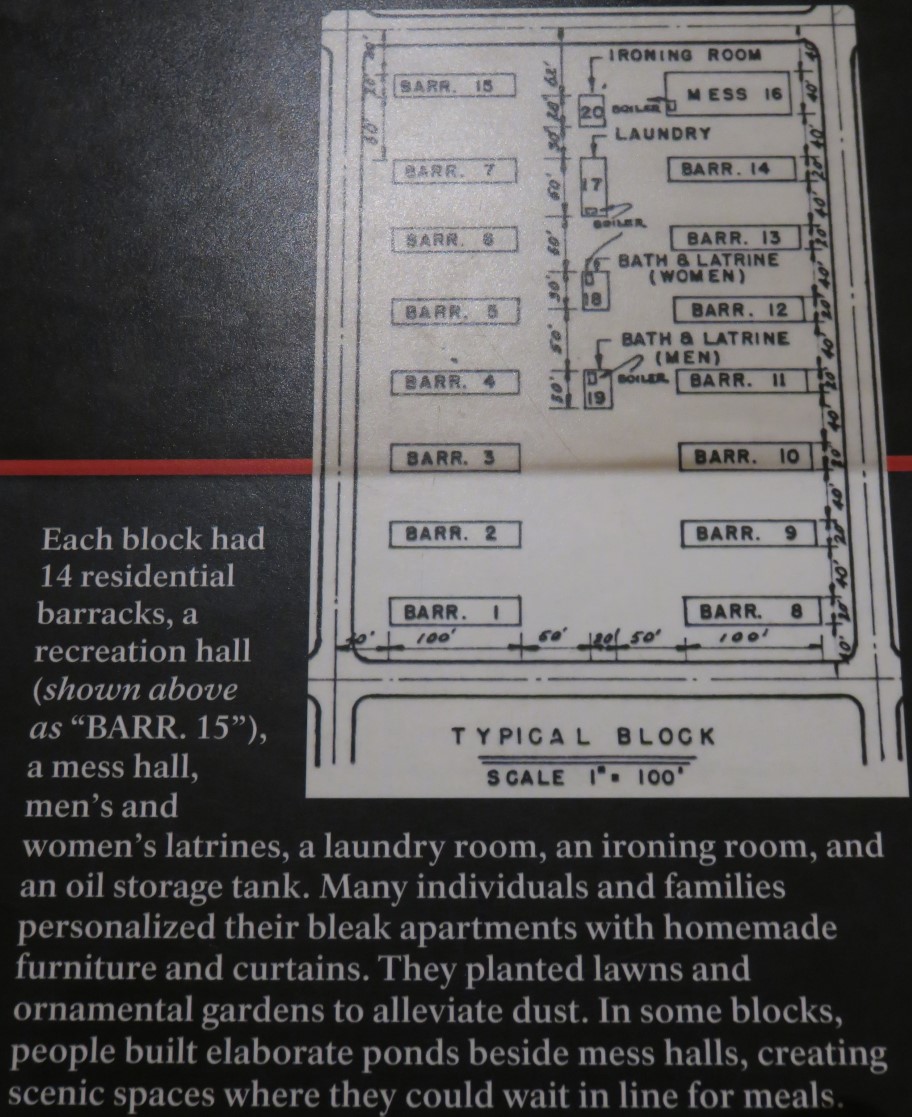 IRONING ROOM
BARR. 15
20
BOILER
MESS 16
LAUNDRY
BARR. 7
17
BARR. 14
BOILER
BARR. 6
BARR. 13
BATH & LATRINE
(WOMEN)
18
BARR. 5
BARR. 12
BATH & LATRINE
(MEN)
BARR. 4
BOILER
BARR. 11
19
BARR. 3
BARR. 10
BARR. 2
BARR. 9
BARR. 1
BARR. 8
100' 60' 20' 50' 100'
TYPICAL BLOCK
SCALE 1" = 100'
Each block had
14 residential
barracks, a
recreation hall
(shown above
as “BARR. 15”),
a mess hall,
men’s and
women’s latrines, a laundry room, an ironing room, and
an oil storage tank. Many individuals and families
personalized their bleak apartments with homemade
furniture and curtains. They planted lawns and
ornamental gardens to alleviate dust. In some blocks,
people built elaborate ponds beside mess halls, creating
scenic spaces where they could wait in line for meals.